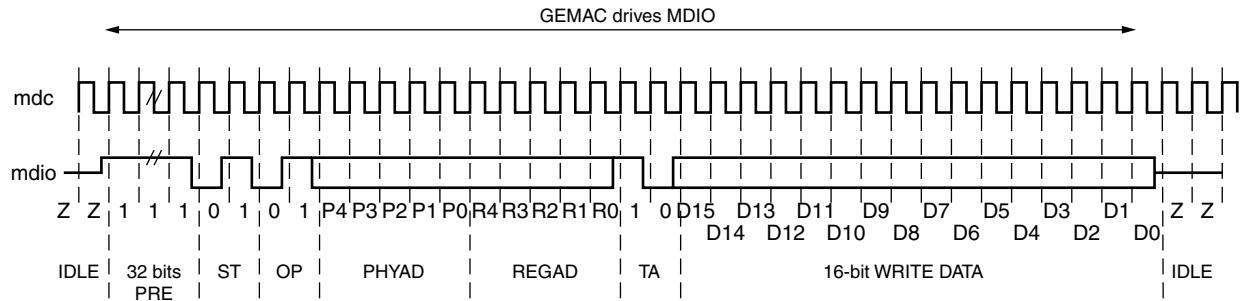 GEMAC drives MDIO
mdc
mdio
Z Z 1 1 1 0 1 0 1 P4 P3 P2 P1 P0 R4 R3 R2 R1 R0 1 0 D15 D13 D11 D9 D7 D5 D3 D1 Z Z
D14 D12 D10 D8 D6 D4 D2 D0
IDLE 32 bits ST OP PHYAD REGAD TA 16-bit WRITE DATA IDLE
PRE